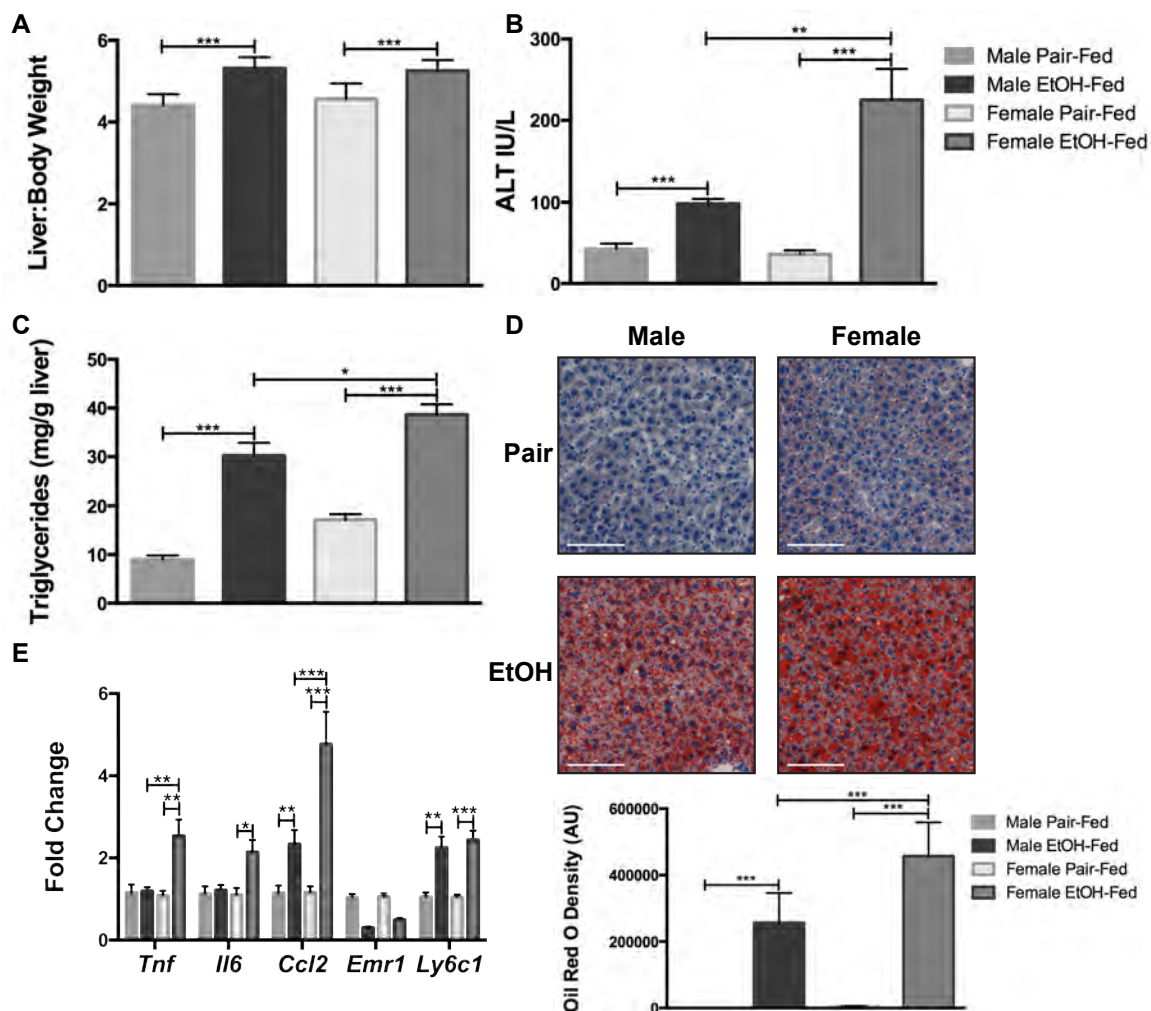 A
***
***
6
4
2
0
Liver:Body Weight
B
**
***
***
300
200
100
0
ALT IU/L
Male Pair-Fed
Male EtOH-Fed
Female Pair-Fed
Female EtOH-Fed
C
*
***
***
50
40
30
20
10
0
Triglycerides (mg/g liver)
D
Male Female
Pair
EtOH
E
***
***
**
**
*
**
**
***
6
4
2
0
Fold Change
Tnf Il6 Ccl2 Emr1 Ly6c1
***
***
***
600000
400000
200000
0
Oil Red O Density (AU)
Male Pair-Fed
Male EtOH-Fed
Female Pair-Fed
Female EtOH-Fed